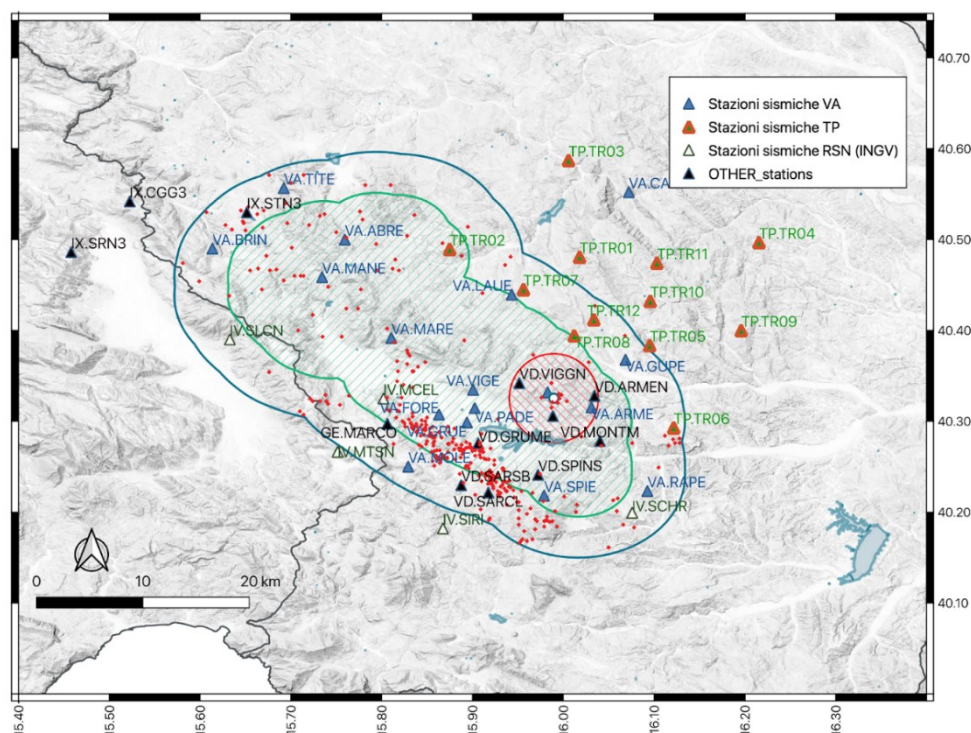 40.70
Stazioni sismiche VA
Stazioni sismiche TP
Stazioni sismiche RSN (INGV)
OTHER_stations
40.60
TP.TR03
VA.TITE
VA.CA
IX.CGG3
IX.STN3
40.50
IX.SRN3
VA.BRIN
VA.ABRE
TP.TR02
TP.TR01
TP.TR11
TP.TR04
VA.MANE
VA.LAUE
TP.TR07
TP.TR10
40.40
IV.SLCN
VA.MARE
TP.TR12
TP.TR08
TP.TR05
TP.TR09
VA.GUPE
VD.VIGGN
IV.MCEL
VA.VIGE
VD.ARMEN
VA.FORE
VA.PADE
VA.ARME
40.30
GE.MARCO
VA.GRUE
VD.GRUME
VD.MONTM
TP.TR06
IV.MTSN
VA.MOLE
VD.SARSB
VD.SPINS
VD.SARCL
VA.SPIE
VA.RAPE
40.20
IV.SIRI
IV.SCHR
0 10 20 km
40.10
15.40 15.50 15.60 15.70 15.80 15.90 16.00 16.10 16.20 16.30